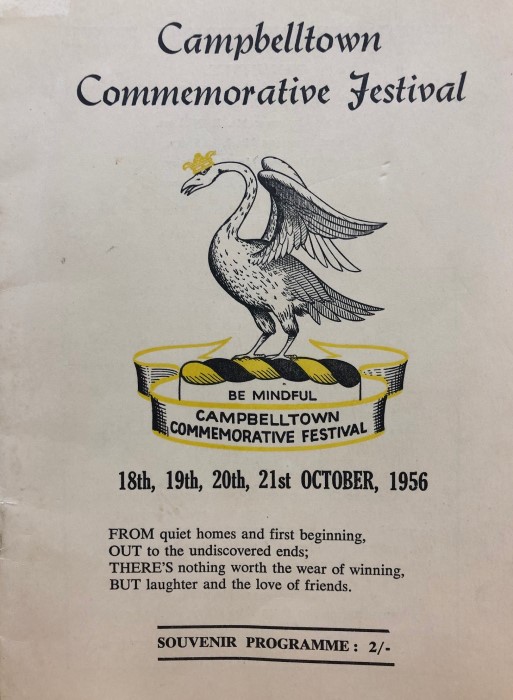 Campbelltown
Commemorative Festival
BE MINDFUL
CAMPBELLTOWN
COMMEMORATIVE FESTIVAL
18th, 19th, 20th, 21st OCTOBER, 1956
FROM quiet homes and first beginning,
OUT to the undiscovered ends;
THERE'S nothing worth the wear of winning,
BUT laughter and the love of friends.
SOUVENIR PROGRAMME: 2/-